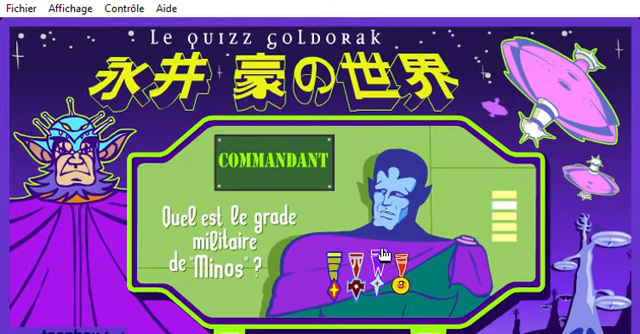 Fichier Affichage Contrôle Aide
Le Quizz Goldorak
永井 豪の世界
COMMANDANT
Quel est le grade
militaire
de "Minos" ?